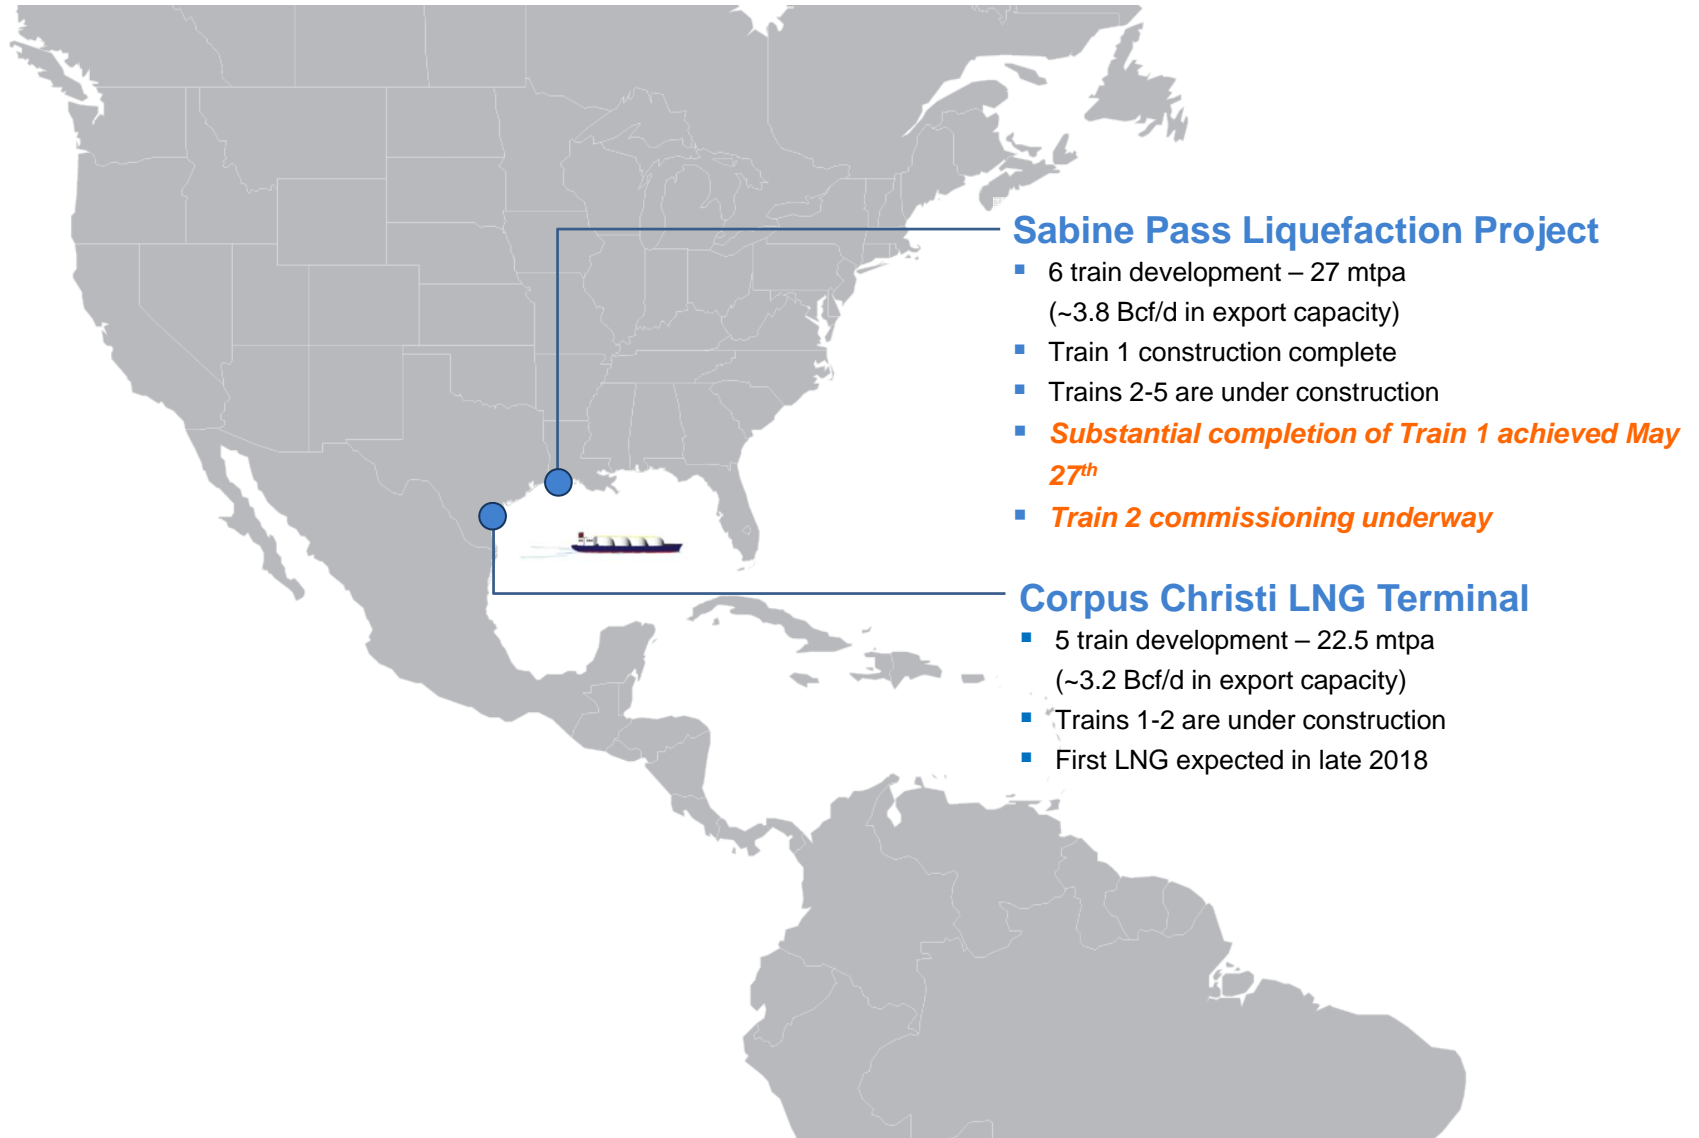 Sabine Pass Liquefaction Project
▪ 6 train development – 27 mtpa
(~3.8 Bcf/d in export capacity)
▪ Train 1 construction complete
▪ Trains 2-5 are under construction
▪ Substantial completion of Train 1 achieved May
27th
▪ Train 2 commissioning underway
Corpus Christi LNG Terminal
▪ 5 train development – 22.5 mtpa
(~3.2 Bcf/d in export capacity)
▪ Trains 1-2 are under construction
▪ First LNG expected in late 2018